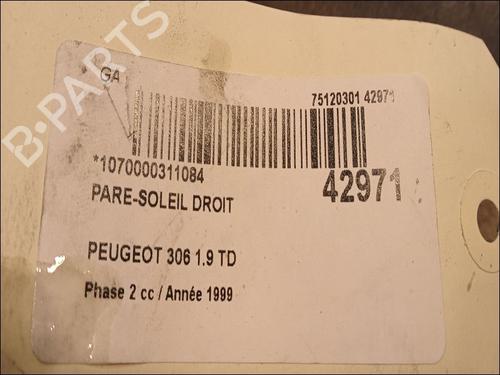 B-PARTS
GA
75120301 42971
*1070000311084
42971
PARE-SOLEIL DROIT
PEUGEOT 306 1.9 TD
Phase 2 cc / Année 1999